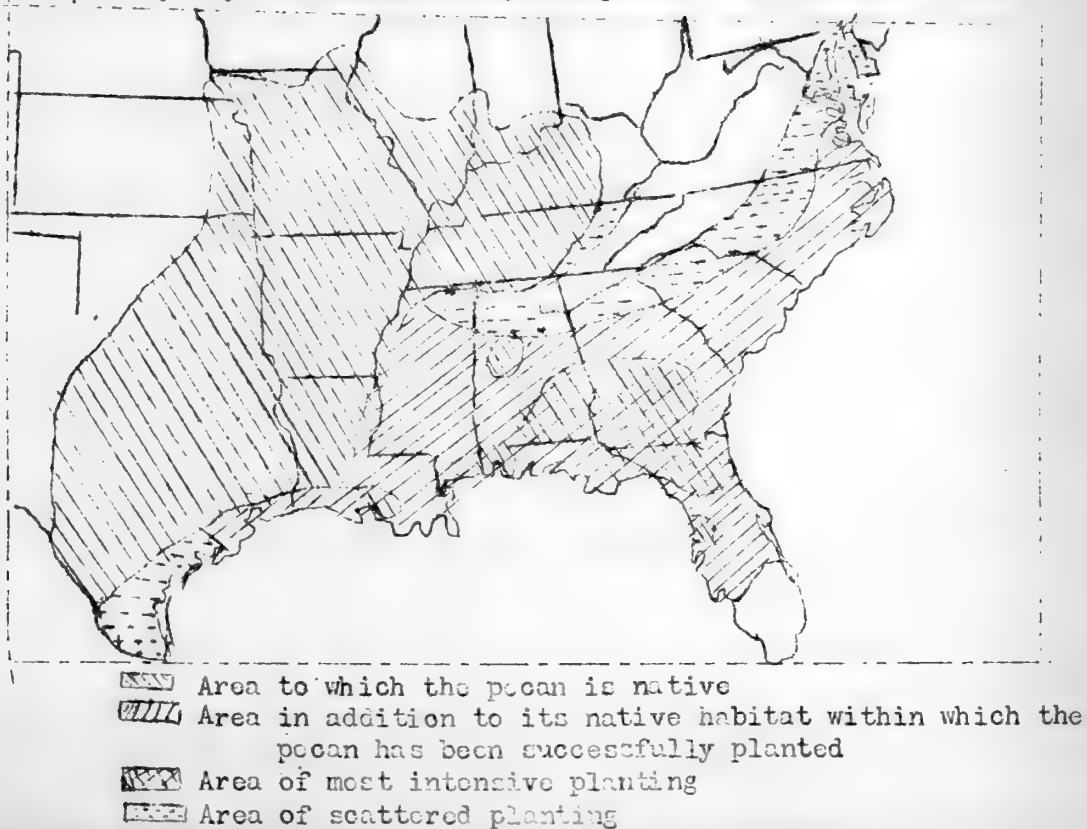 Area to which the pecan is native
Area in addition to its native habitat within which the
pecan has been successfully planted
Area of most intensive planting
Area of scattered planting